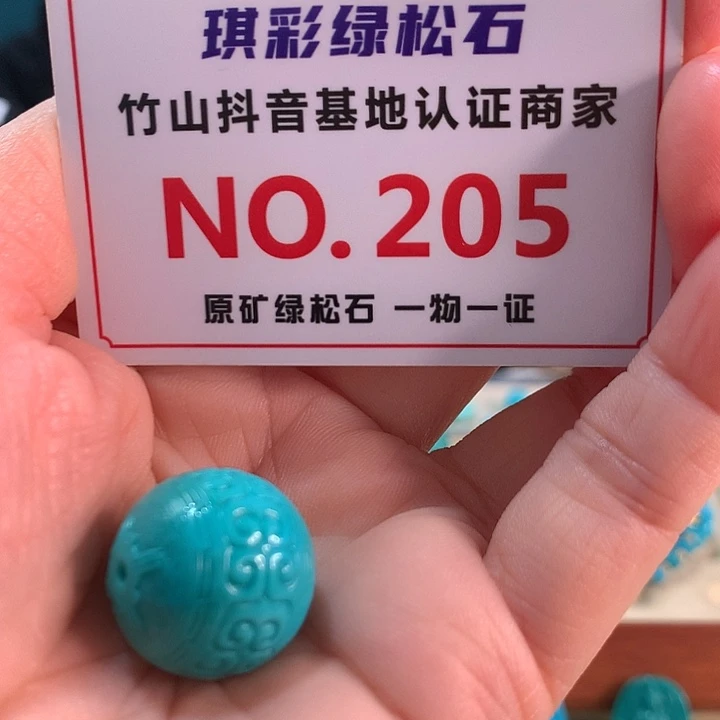 琪彩绿松石
竹山抖音基地认证商家
NO.205
原矿绿松石 一物一证